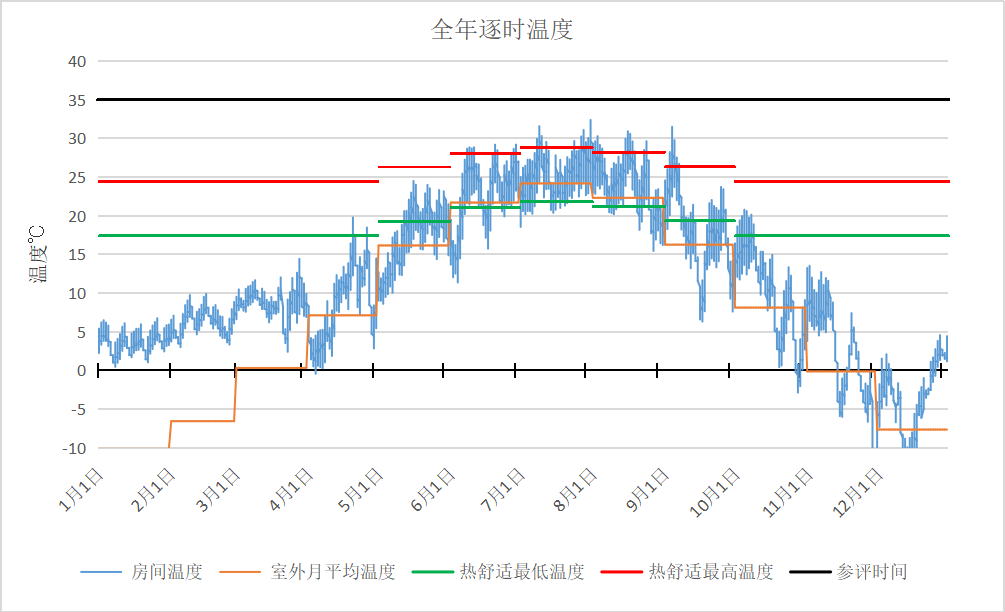 全年逐时温度
40
35
30
25
20
15
10
5
0
-5
-10
温度℃
1月1日
2月1日
3月1日
4月1日
5月1日
6月1日
7月1日
8月1日
9月1日
10月1日
11月1日
12月1日
房间温度 室外月平均温度 热舒适最低温度 热舒适最高温度 参评时间